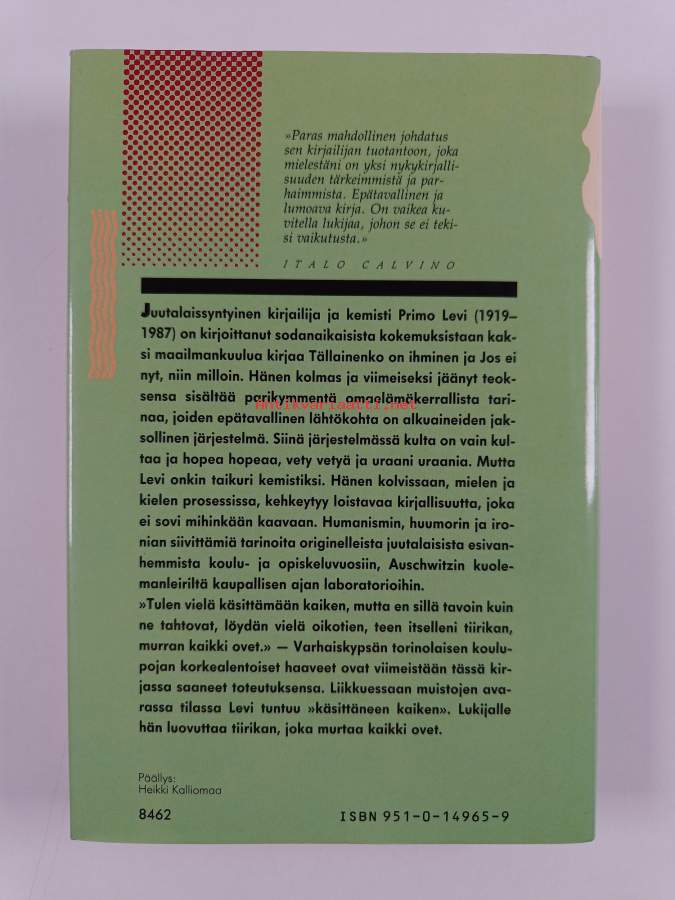 »Paras mahdollinen johdatus
sen kirjailijan tuotantoon, joka
mielestäni on yksi nykykirjalli-
suuden tärkeimmistä ja par-
haimmista. Epätavallinen ja
lumoava kirja. On vaikea ku-
vitella lukijaa, johon se ei teki-
si vaikutusta.»
ITALO CALVINO
Juutalaissyntyinen kirjailija ja kemisti Primo Levi (1919–
1987) on kirjoittanut sodanaikaisista kokemuksistaan kak-
si maailmankuulua kirjaa Tällainenko on ihminen ja Jos ei
nyt, niin milloin. Hänen kolmas ja viimeiseksi jäänyt teok-
sensa sisältää parikymmentä omaelämäkerrallista tari-
antikvariaatti.net
naa, joiden epätavallinen lähtökohta on alkuaineiden jak-
sollinen järjestelmä. Siinä järjestelmässä kulta on vain kul-
taa ja hopea hopeaa, vety vetyä ja uraani uraania. Mutta
Levi onkin taikuri kemistiksi. Hänen kolvissaan, mielen ja
kielen prosessissa, kehkeytyy loistavaa kirjallisuutta, joka
ei sovi mihinkään kaavaan. Humanismin, huumorin ja iro-
nian siivittämiä tarinoita originelleista juutalaisista esivan-
hemmista koulu- ja opiskeluvuosiin, Auschwitzin kuole-
manleiriltä kaupallisen ajan laboratorioihin.
»Tulen vielä käsittämään kaiken, mutta en sillä tavoin kuin
ne tahtovat, löydän vielä oikotien, teen itselleni tiirikan,
murran kaikki ovet.» — Varhaiskypsän torinolaisen koulu-
pojan korkealentoiset haaveet ovat viimeistään tässä kir-
jassa saaneet toteutuksensa. Liikkuessaan muistojen ava-
rassa tilassa Levi tuntuu »käsittäneen kaiken». Lukijalle
hän luovuttaa tiirikan, joka murtaa kaikki ovet.
Päällys:
Heikki Kalliomaa
8462
ISBN 951-0-14965-9